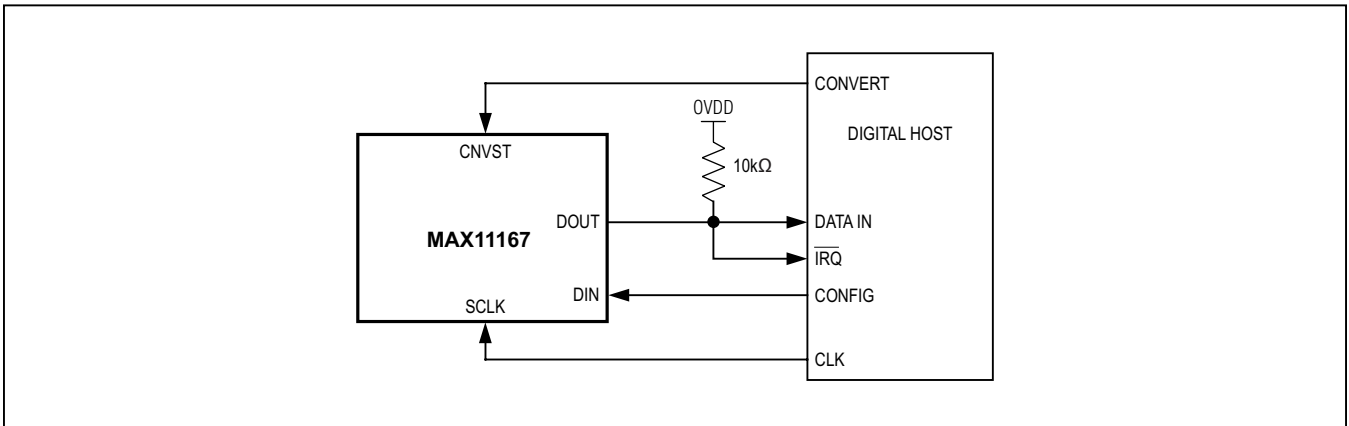 CONVERT
OVDD
DIGITAL HOST
CNVST
10kΩ
DOUT
DATA IN
MAX11167
IRQ
DIN
CONFIG
SCLK
CLK